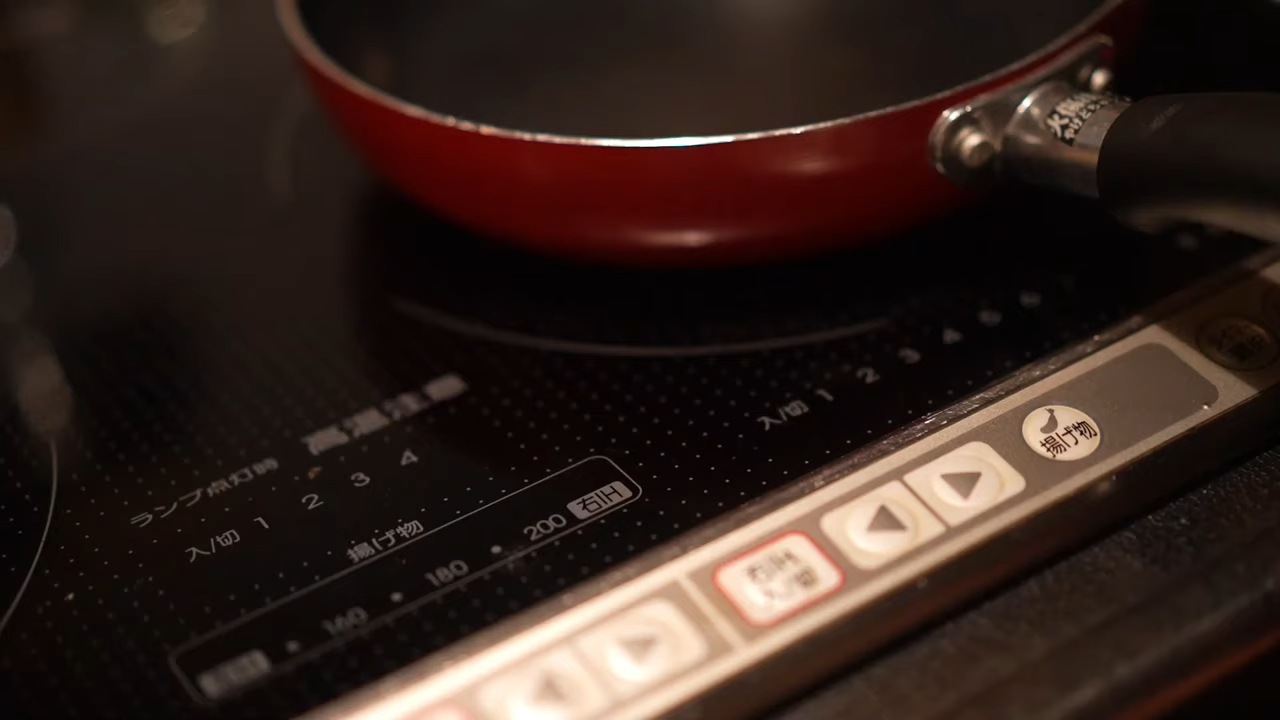 高温注意
ランプ点灯時
入/切 1 2 3 4
入/切 1 2 3 4
揚げ物
160 • 180 • 200 右IH
揚げ物
右IH
入/切